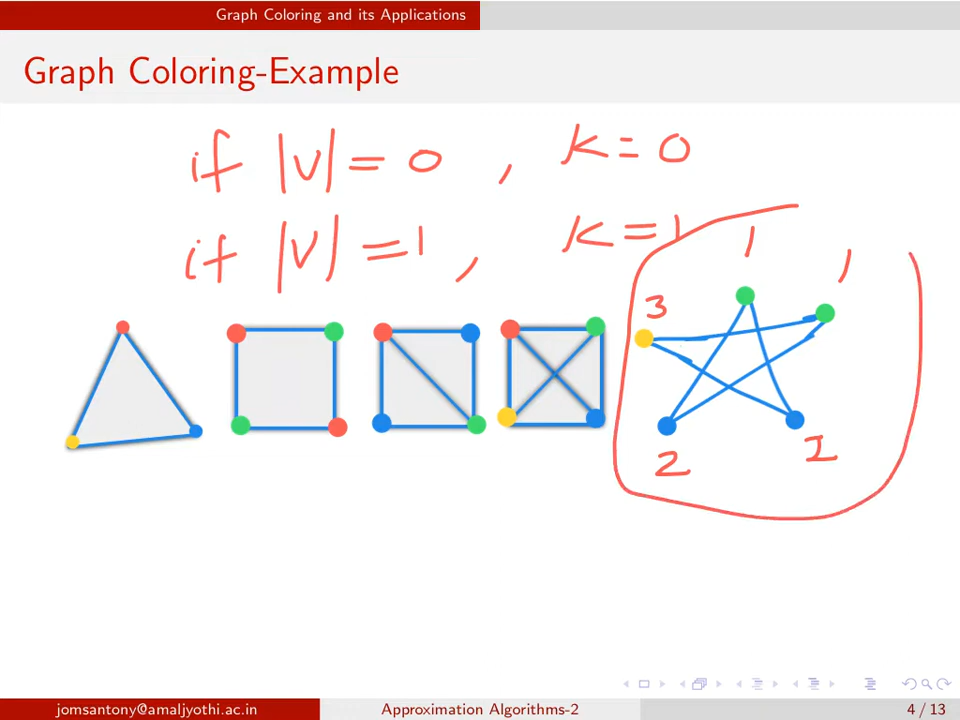 Graph Coloring and its Applications
Graph Coloring-Example
if |V| = 0 , k = 0
if |V| = 1 , k = 1
1
1
3
2
2
jomsantony@amaljyothi.ac.in Approximation Algorithms-2 4 / 13